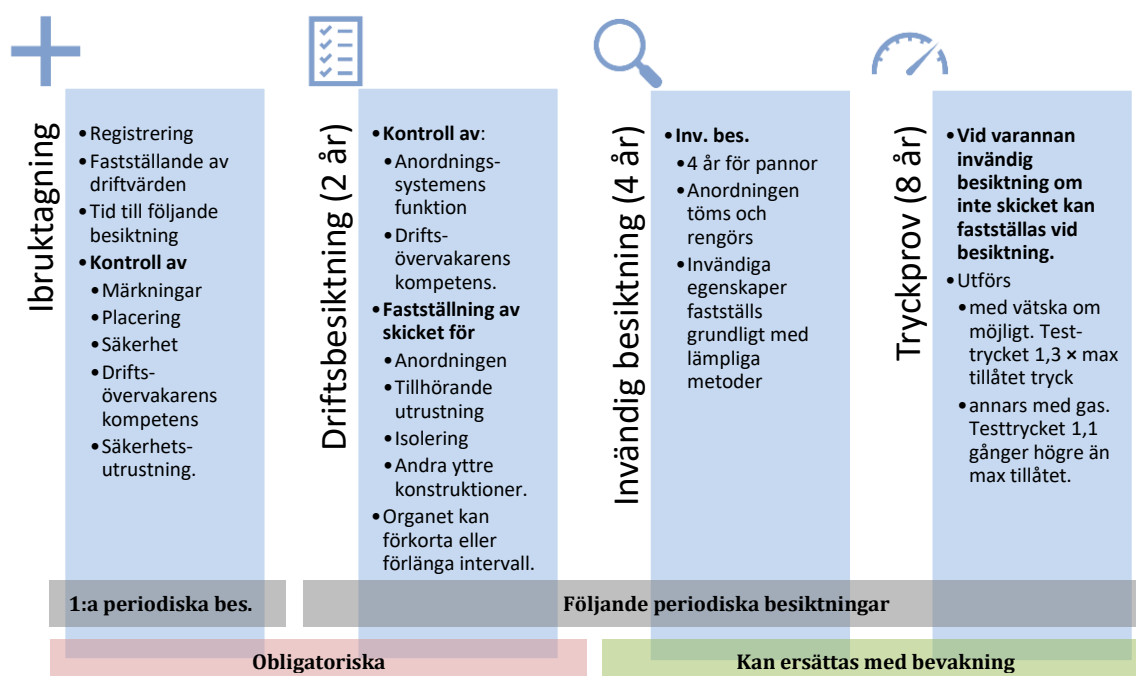 Ibruktagning
• Registrering
• Fastställande av
driftvärden
• Tid till följande
besiktning
• Kontroll av
• Märkningar
• Placering
• Säkerhet
• Drifts-
övervakarens
kompetens
• Säkerhets-
utrustning.
Driftsbesiktning (2 år)
• Kontroll av:
• Anordnings-
systemens
funktion
• Drifts-
övervakarens
kompetens.
• Fastställning av
skicket för
• Anordningen
• Tillhörande
utrustning
• Isolering
• Andra yttre
konstruktioner.
• Organet kan
förkorta eller
förlänga intervall.
Invändig besiktning (4 år)
• Inv. bes.
• 4 år för pannor
• Anordningen
töms och
rengörs
• Invändiga
egenskaper
fastställs
grundligt med
lämpliga
metoder
Tryckprov (8 år)
• Vid varannan
invändig
besiktning om
inte skicket kan
fastställas vid
besiktning.
• Utförs
• med vätska om
möjligt. Test-
trycket 1,3 × max
tillåtet tryck
• annars med gas.
Testtrycket 1,1
gånger högre än
max tillåtet.
1:a periodiska bes.
Följande periodiska besiktningar
Obligatoriska
Kan ersättas med bevakning